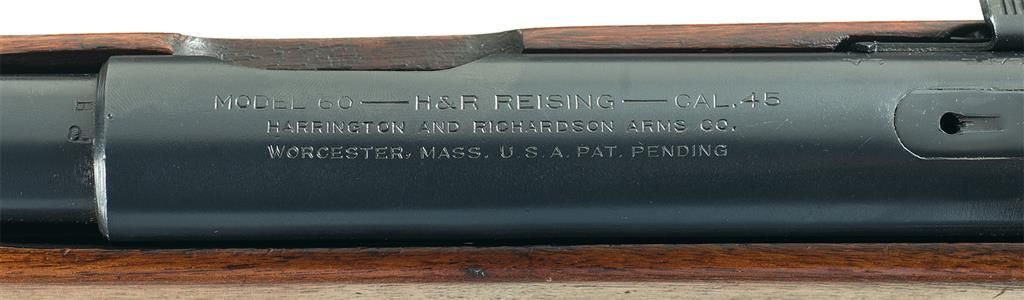 MODEL 60 — H&R REISING — CAL. 45
HARRINGTON AND RICHARDSON ARMS CO.
WORCESTER, MASS. U.S.A. PAT. PENDING